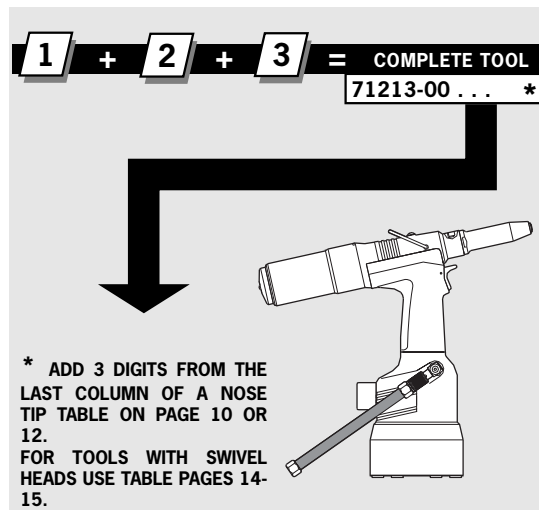 1 + 2 + 3 = COMPLETE TOOL
71213-00 . . . *
* ADD 3 DIGITS FROM THE
LAST COLUMN OF A NOSE
TIP TABLE ON PAGE 10 OR
12.
FOR TOOLS WITH SWIVEL
HEADS USE TABLE PAGES 14-
15.